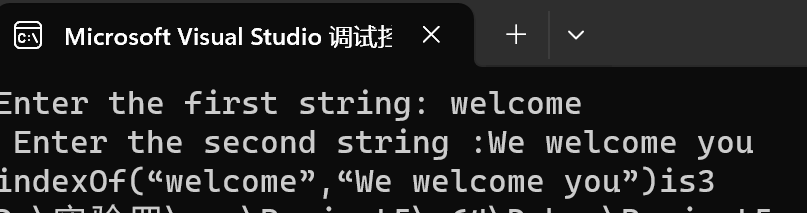 Microsoft Visual Studio 调试
Enter the first string: welcome
Enter the second string :We welcome you
indexOf(“welcome”,“We welcome you”)is3